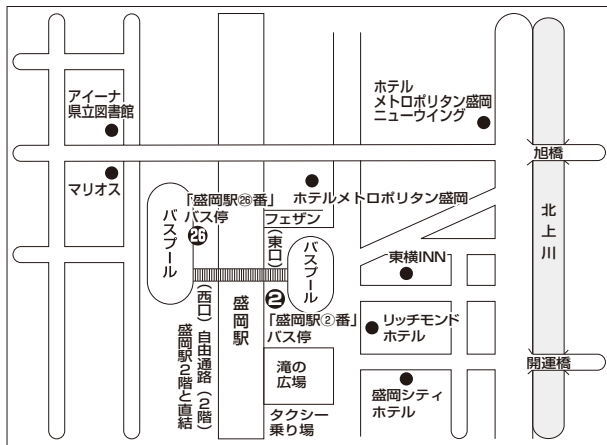 ホテル
メトロポリタン盛岡
ニューウイング
アイーナ
県立図書館
旭橋
マリオス
「盛岡駅㉖番」
バス停
ホテルメトロポリタン盛岡
フェザン
バスプール
㉖
(東口)
バスプール
北上川
東横INN
盛岡駅
❷
「盛岡駅②番」
バス停
(西口)自由通路(2階)
盛岡駅2階と直結
リッチモンド
ホテル
滝の
広場
開運橋
盛岡シティ
ホテル
タクシー
乗り場